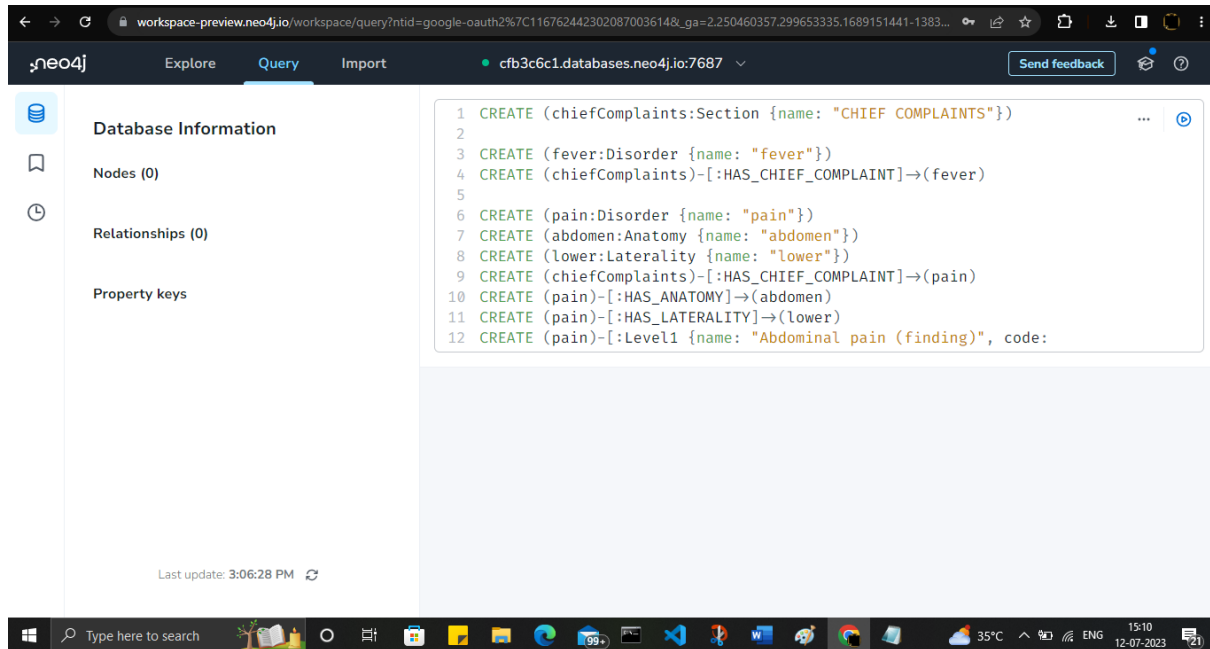 workspace-preview.neo4j.io/workspace/query?ntid=google-oauth2%7C116762442302087003614&_ga=2.250460357.299653335.1689151441-1383...
neo4j
Explore
Query
Import
cfb3c6c1.databases.neo4j.io:7687
Send feedback
Database Information
Nodes (0)
Relationships (0)
Property keys
Last update: 3:06:28 PM
1 CREATE (chiefComplaints:Section {name: "CHIEF COMPLAINTS"})
2
3 CREATE (fever:Disorder {name: "fever"})
4 CREATE (chiefComplaints)-[:HAS_CHIEF_COMPLAINT]->(fever)
5
6 CREATE (pain:Disorder {name: "pain"})
7 CREATE (abdomen:Anatomy {name: "abdomen"})
8 CREATE (lower:Laterality {name: "lower"})
9 CREATE (chiefComplaints)-[:HAS_CHIEF_COMPLAINT]->(pain)
10 CREATE (pain)-[:HAS_ANATOMY]->(abdomen)
11 CREATE (pain)-[:HAS_LATERALITY]->(lower)
12 CREATE (pain)-[:Level1 {name: "Abdominal pain (finding)", code:
Type here to search
99+
35°C
ENG
15:10
12-07-2023
21